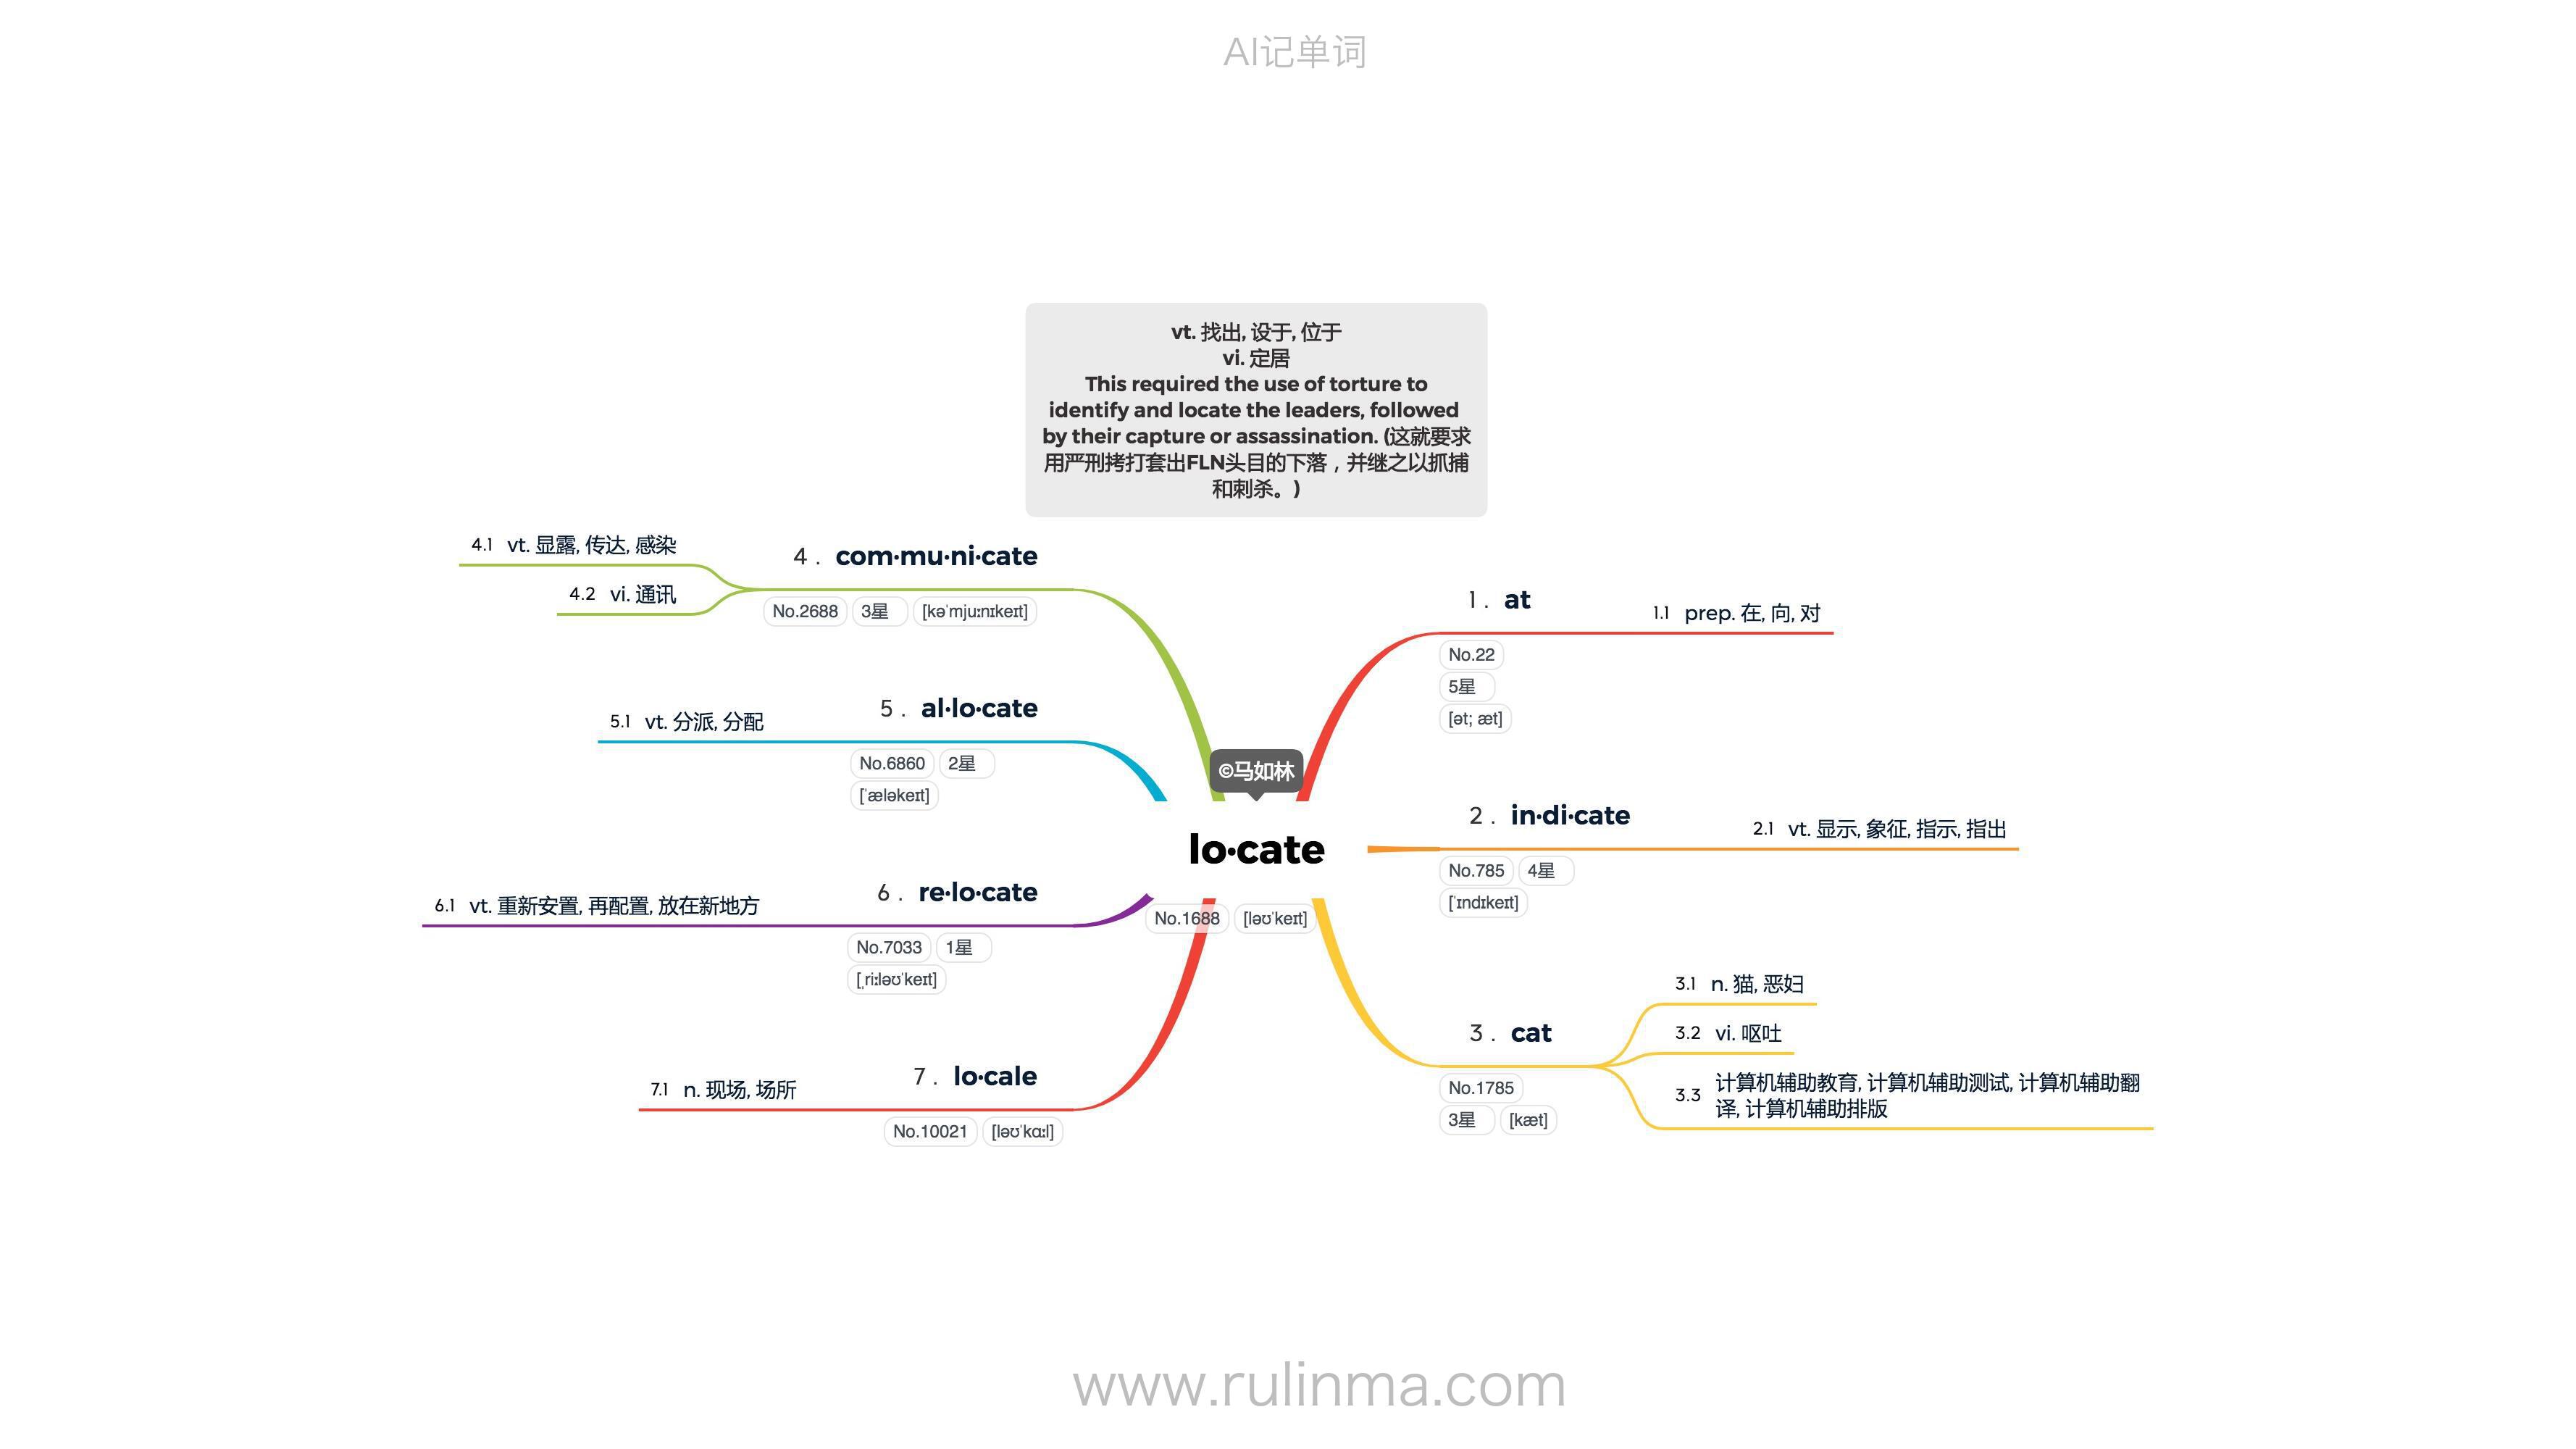 AI记单词
vt. 找出, 设于, 位于
vi. 定居
This required the use of torture to
identify and locate the leaders, followed
by their capture or assassination. (这就要求
用严刑拷打套出FLN头目的下落，并继之以抓捕
和刺杀。)
©马如林
lo·cate
No.1688 [ləʊˈkeɪt]
1 . at
No.22
5星
[ət; æt]
1.1 prep. 在, 向, 对
2 . in·di·cate
No.785 4星
[ˈɪndɪkeɪt]
2.1 vt. 显示, 象征, 指示, 指出
3 . cat
No.1785
3星 [kæt]
3.1 n. 猫, 恶妇
3.2 vi. 呕吐
3.3 计算机辅助教育, 计算机辅助测试, 计算机辅助翻
译, 计算机辅助排版
4 . com·mu·ni·cate
No.2688 3星 [kəˈmjuːnɪkeɪt]
4.1 vt. 显露, 传达, 感染
4.2 vi. 通讯
5 . al·lo·cate
No.6860 2星
[ˈæləkeɪt]
5.1 vt. 分派, 分配
6 . re·lo·cate
No.7033 1星
[ˌriːləʊˈkeɪt]
6.1 vt. 重新安置, 再配置, 放在新地方
7 . lo·cale
No.10021 [ləʊˈkɑːl]
7.1 n. 现场, 场所
www.rulinma.com